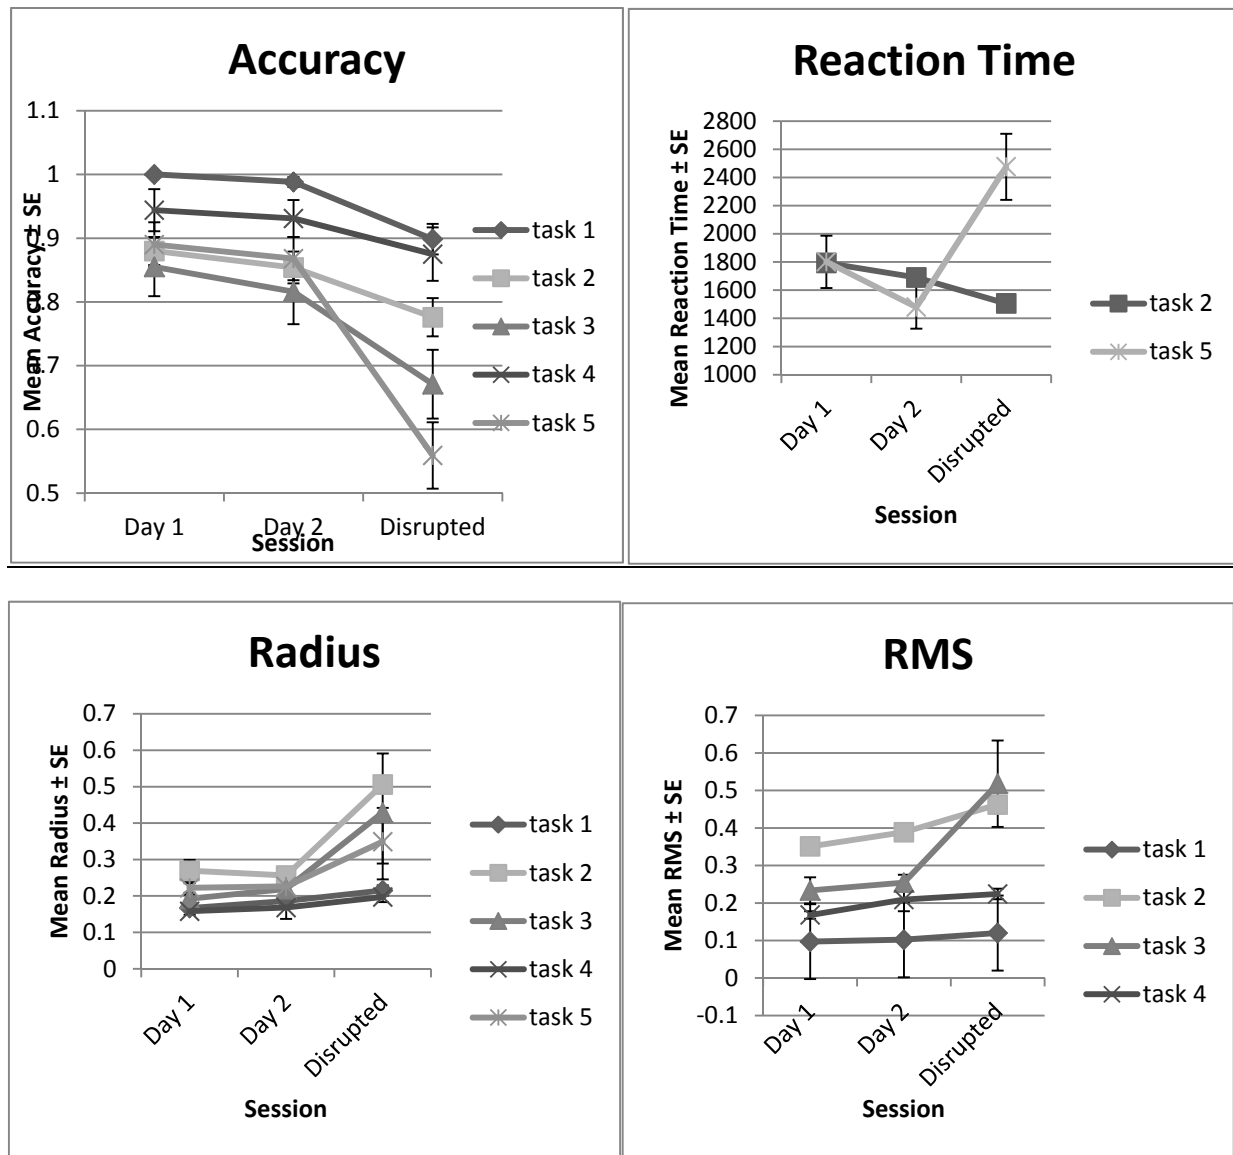 Accuracy
Mean Accuracy ± SE
1.1
1
0.9
0.8
0.7
0.6
0.5
Day 1
Day 2
Disrupted
Session
task 1
task 2
task 3
task 4
task 5
Reaction Time
Mean Reaction Time ± SE
2800
2600
2400
2200
2000
1800
1600
1400
1200
1000
Day 1
Day 2
Disrupted
Session
task 2
task 5
Radius
Mean Radius ± SE
0.7
0.6
0.5
0.4
0.3
0.2
0.1
0
Day 1
Day 2
Disrupted
Session
task 1
task 2
task 3
task 4
task 5
RMS
Mean RMS ± SE
0.7
0.6
0.5
0.4
0.3
0.2
0.1
0
-0.1
Day 1
Day 2
Disrupted
Session
task 1
task 2
task 3
task 4